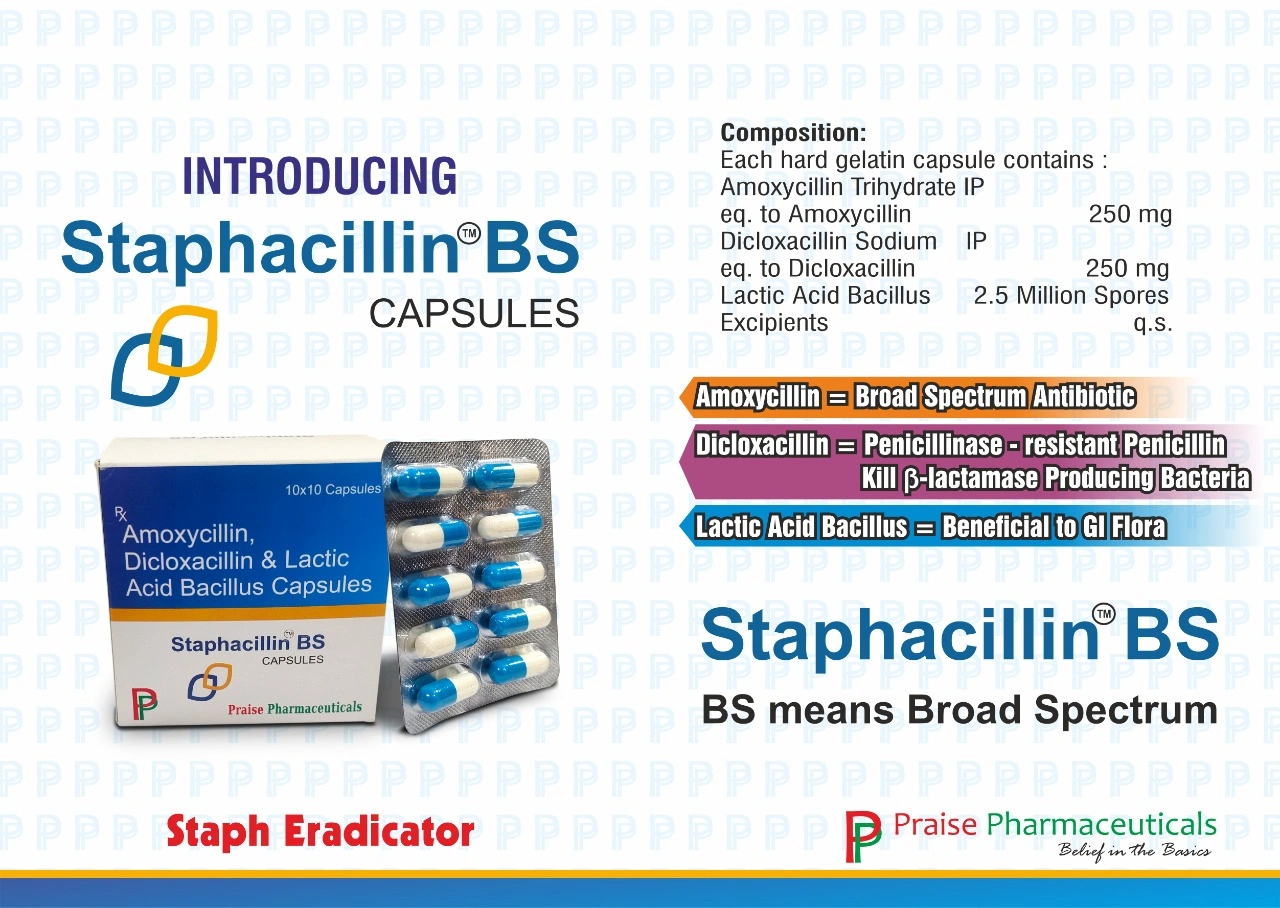 INTRODUCING
Staphacillin™ BS
CAPSULES
10x10 Capsules
Rx
Amoxycillin,
Dicloxacillin & Lactic
Acid Bacillus Capsules
Staphacillin™ BS
CAPSULES
PP
Praise Pharmaceuticals
Staph Eradicator
Composition:
Each hard gelatin capsule contains :
Amoxycillin Trihydrate IP
eq. to Amoxycillin 250 mg
Dicloxacillin Sodium IP
eq. to Dicloxacillin 250 mg
Lactic Acid Bacillus 2.5 Million Spores
Excipients q.s.
Amoxycillin = Broad Spectrum Antibiotic
Dicloxacillin = Penicillinase - resistant Penicillin
Kill β-lactamase Producing Bacteria
Lactic Acid Bacillus = Beneficial to GI Flora
Staphacillin™ BS
BS means Broad Spectrum
PP Praise Pharmaceuticals
Belief in the Basics